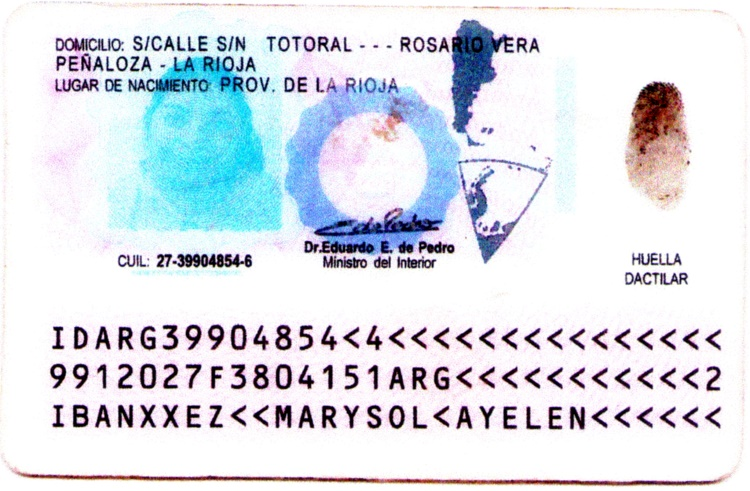 DOMICILIO: S/CALLE S/N TOTORAL - - - ROSARIO VERA
PEÑALOZA - LA RIOJA
LUGAR DE NACIMIENTO: PROV. DE LA RIOJA
CUIL: 27-39904854-6
Dr.Eduardo E. de Pedro
Ministro del Interior
HUELLA
DACTILAR
IDARG39904854<4<<<<<<<<<<<<<<<
9912027F3804151ARG<<<<<<<<<<<2
IBANXXEZ<<MARYSOL<AYELEN<<<<<<